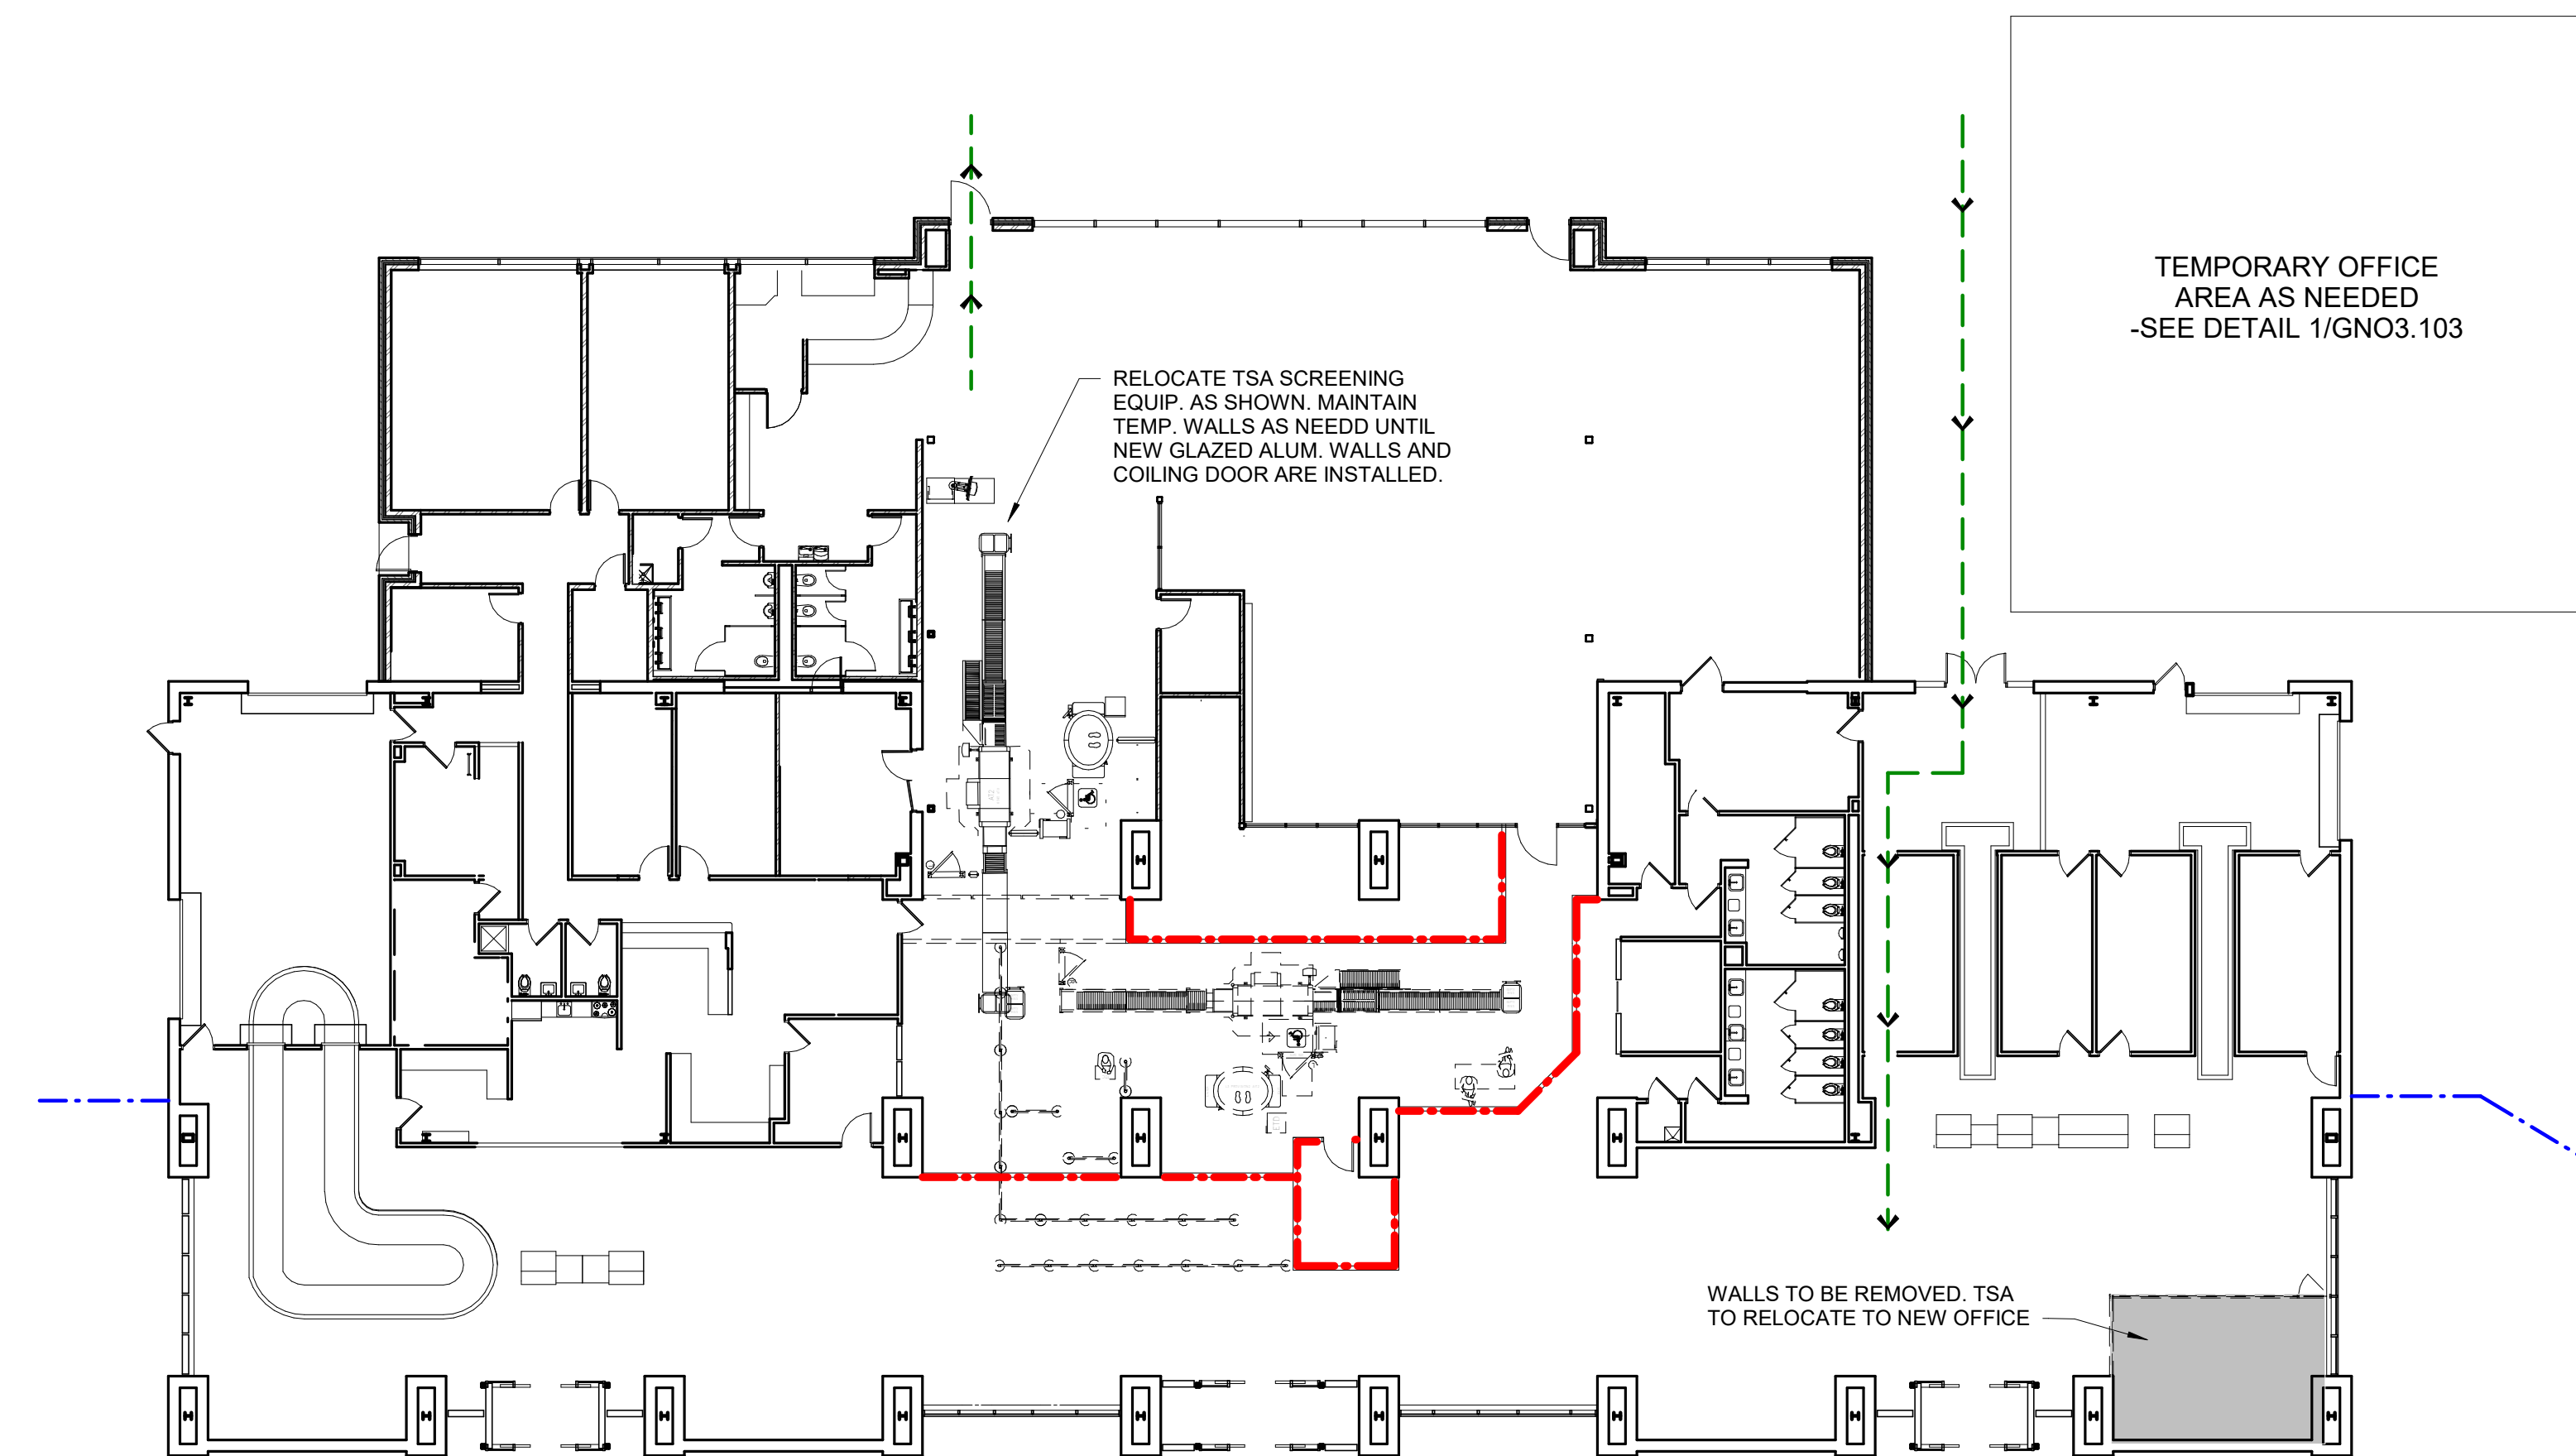 TEMPORARY OFFICE
AREA AS NEEDED
-SEE DETAIL 1/GNO3.103
RELOCATE TSA SCREENING
EQUIP. AS SHOWN. MAINTAIN
TEMP. WALLS AS NEEDD UNTIL
NEW GLAZED ALUM. WALLS AND
COILING DOOR ARE INSTALLED.
WALLS TO BE REMOVED. TSA
TO RELOCATE TO NEW OFFICE